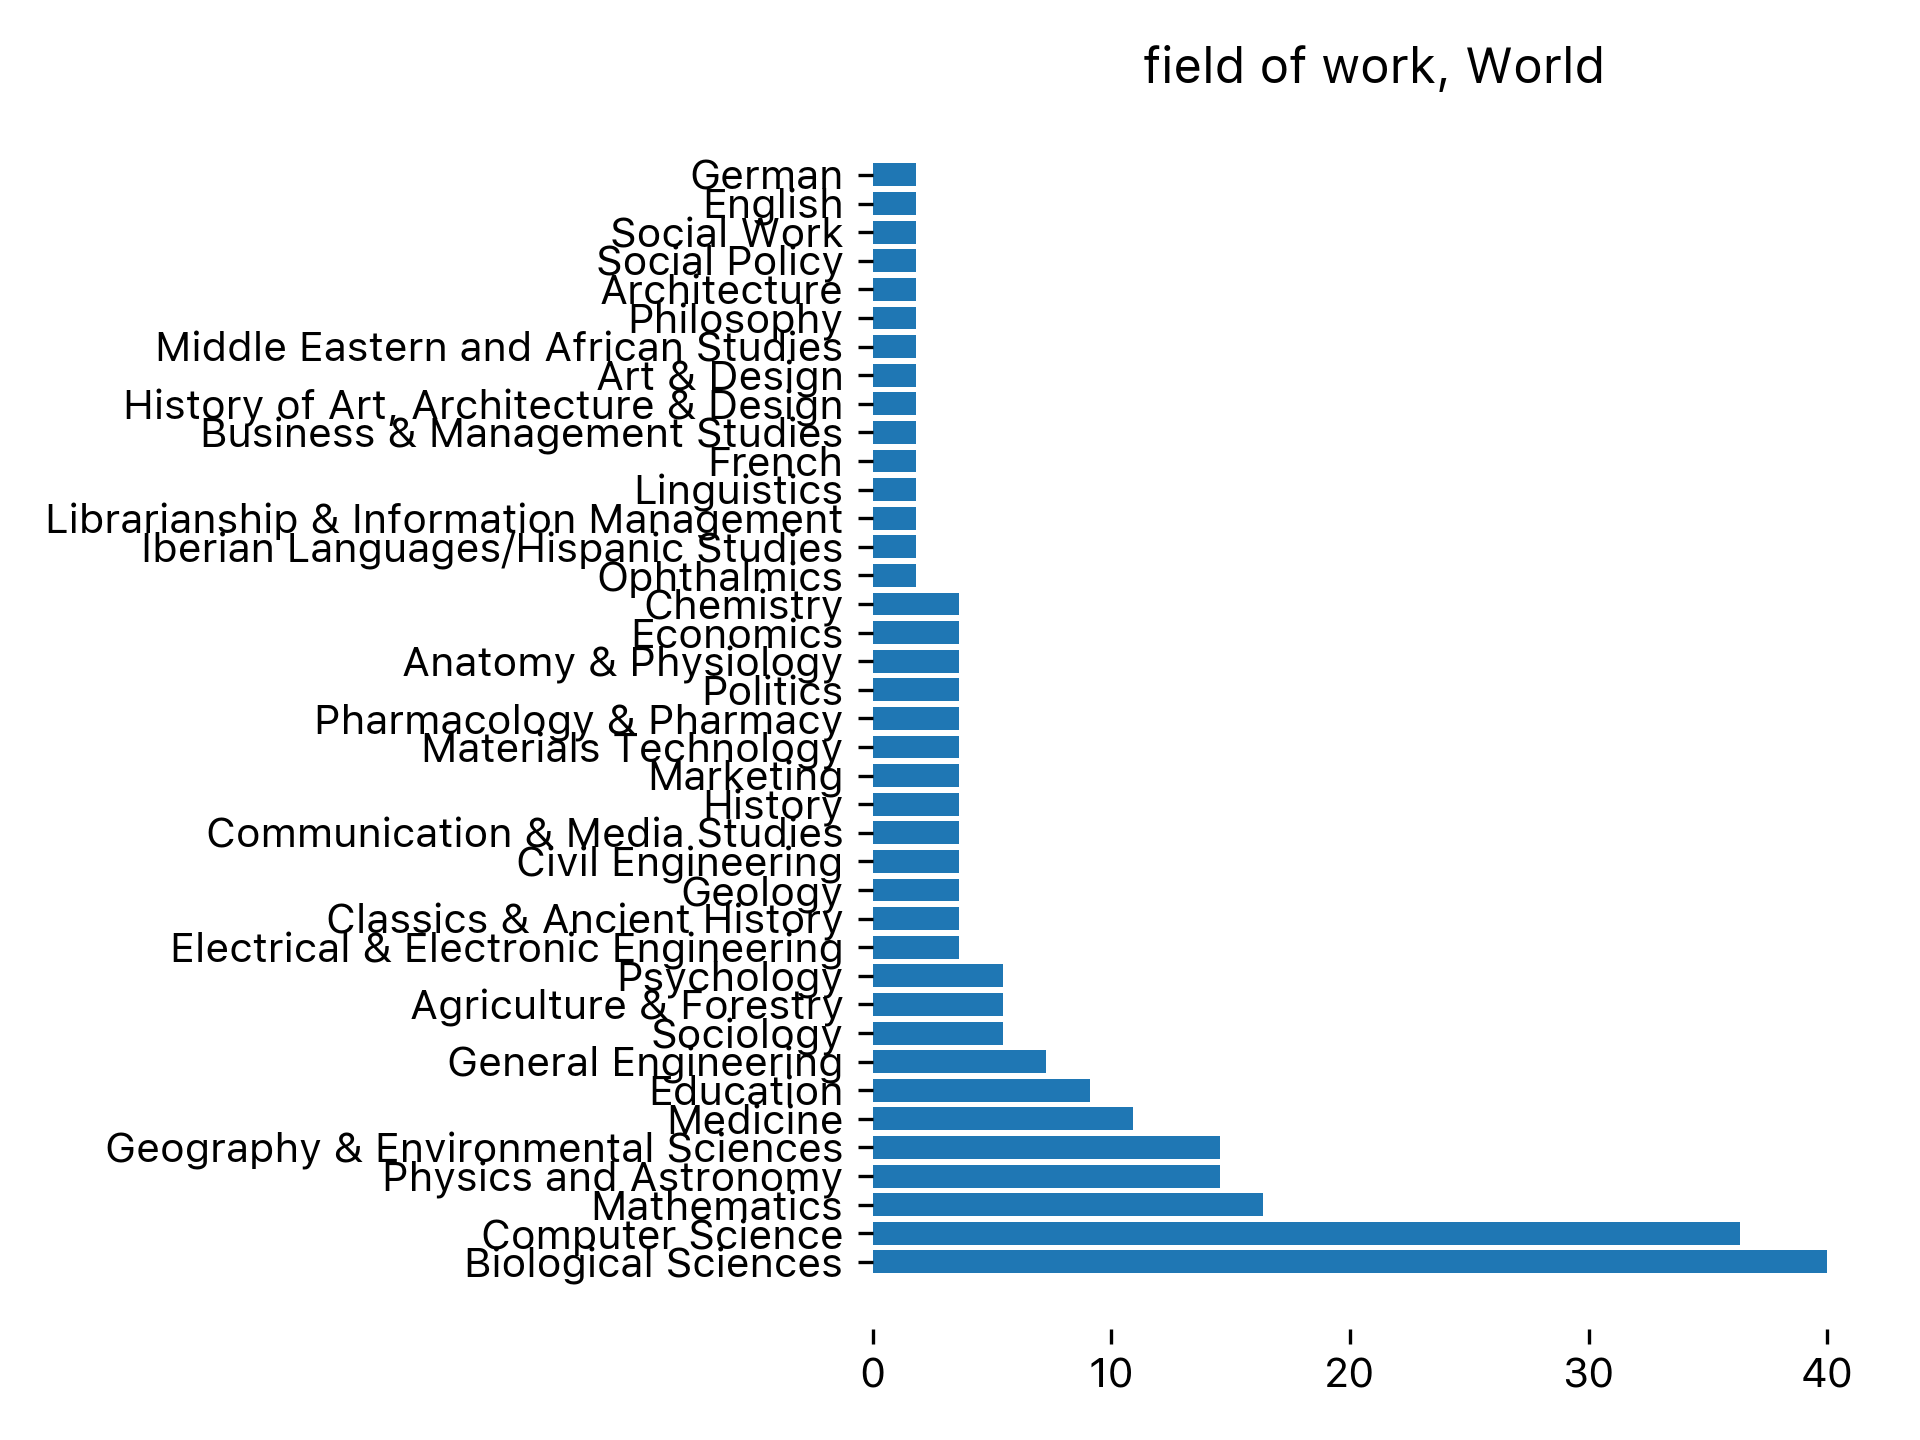 field of work, World
German
English
Social Work
Social Policy
Architecture
Philosophy
Middle Eastern and African Studies
Art & Design
History of Art, Architecture & Design
Business & Management Studies
French
Linguistics
Librarianship & Information Management
Iberian Languages/Hispanic Studies
Ophthalmics
Chemistry
Economics
Anatomy & Physiology
Politics
Pharmacology & Pharmacy
Materials Technology
Marketing
History
Communication & Media Studies
Civil Engineering
Geology
Classics & Ancient History
Electrical & Electronic Engineering
Psychology
Agriculture & Forestry
Sociology
General Engineering
Education
Medicine
Geography & Environmental Sciences
Physics and Astronomy
Mathematics
Computer Science
Biological Sciences
0 10 20 30 40